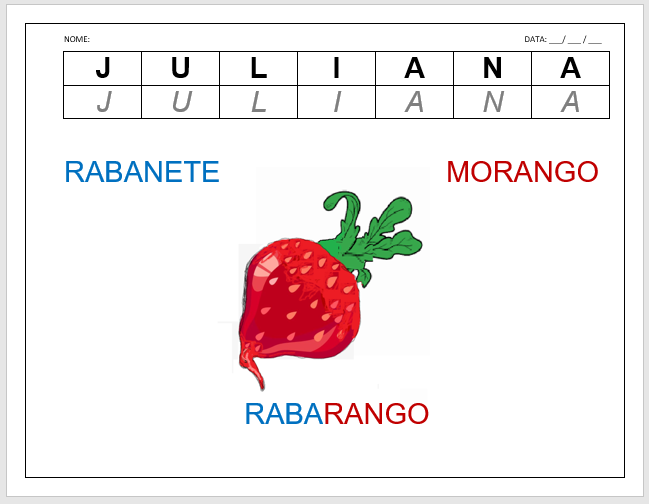 NOME: DATA: ___/ ___ / ___
J U L I A N A
J U L I A N A
RABANETE MORANGO
RABARANGO